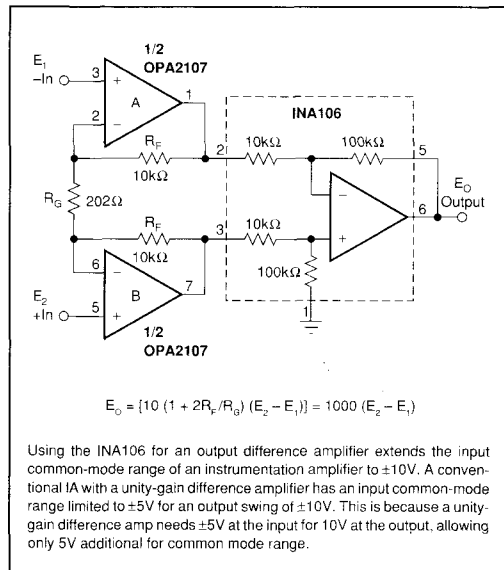 1/2
OPA2107
E1
–In
3
+
A
1
2
–
INA106
RF
10kΩ
2
10kΩ
100kΩ
5
RG
202Ω
–
+
6
EO
Output
RF
10kΩ
3
10kΩ
100kΩ
1
6
–
B
7
E2
+In
5
+
1/2
OPA2107
EO = [10 (1 + 2RF/RG) (E2 – E1)] = 1000 (E2 – E1)
Using the INA106 for an output difference amplifier extends the input
common-mode range of an instrumentation amplifier to ±10V. A conven-
tional IA with a unity-gain difference amplifier has an input common-mode
range limited to ±5V for an output swing of ±10V. This is because a unity-
gain difference amp needs ±5V at the input for 10V at the output, allowing
only 5V additional for common mode range.